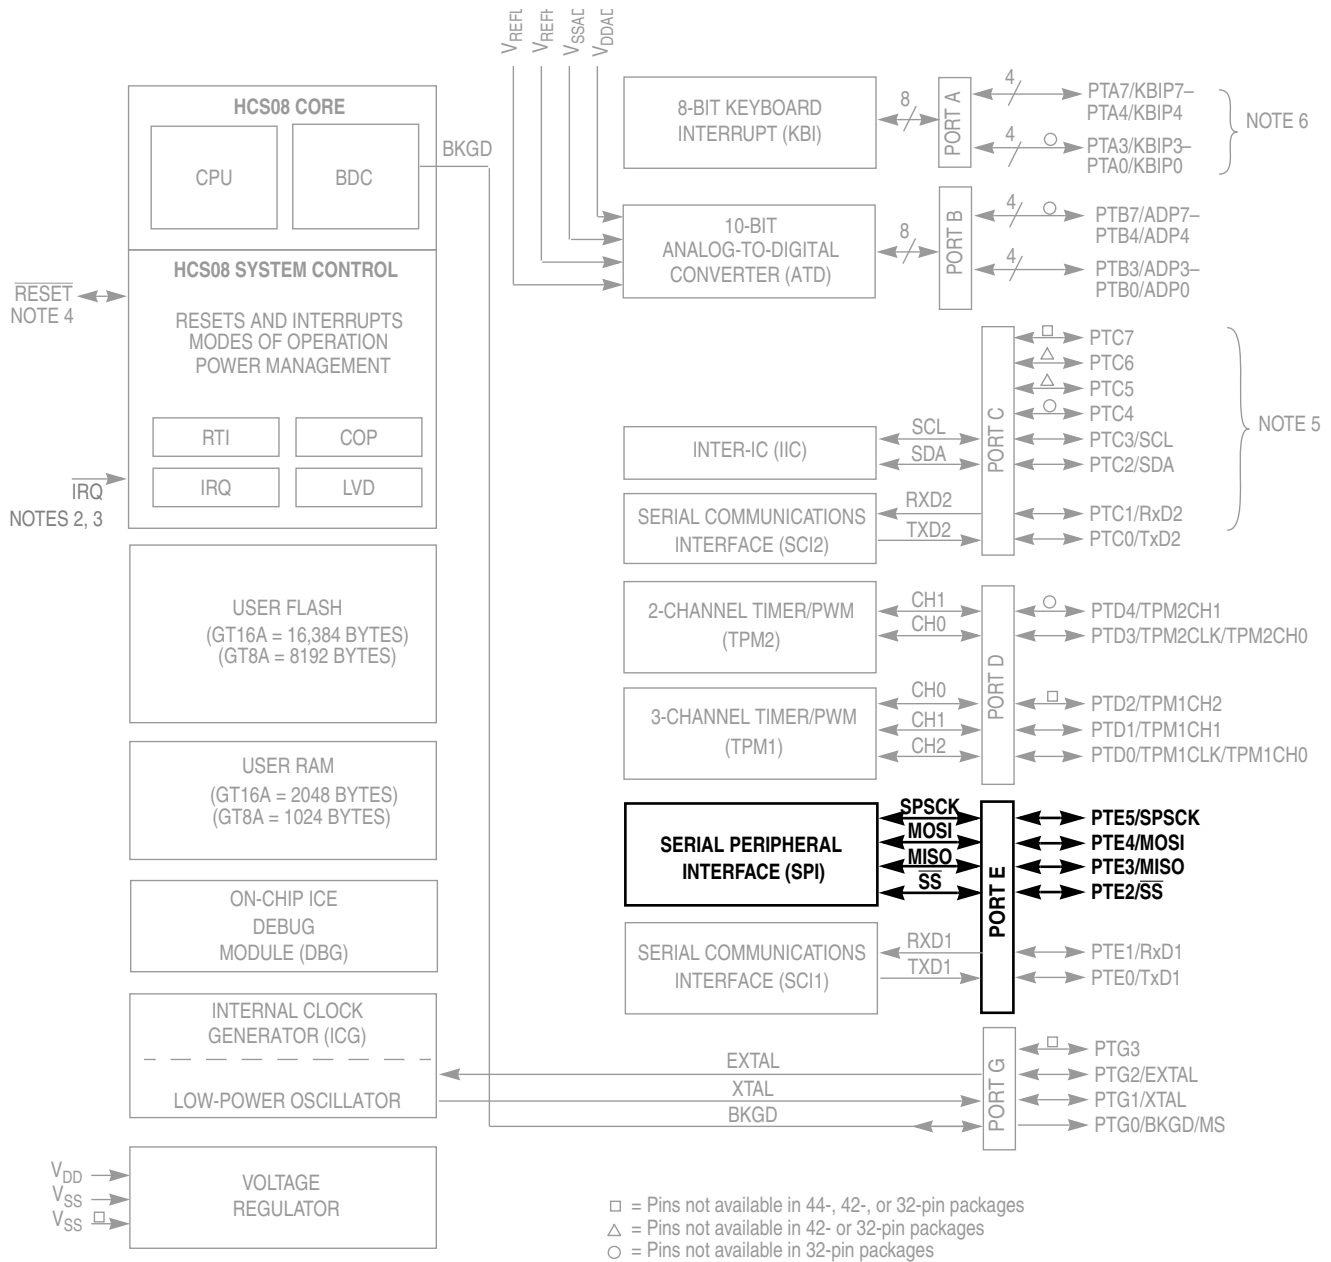 VREFL
VREFH
VSSAD
VDDAD
HCS08 CORE
CPU
BDC
BKGD
HCS08 SYSTEM CONTROL
RESETS AND INTERRUPTS
MODES OF OPERATION
POWER MANAGEMENT
RTI
COP
IRQ
LVD
RESET
NOTE 4
IRQ
NOTES 2, 3
USER FLASH
(GT16A = 16,384 BYTES)
(GT8A = 8192 BYTES)
USER RAM
(GT16A = 2048 BYTES)
(GT8A = 1024 BYTES)
ON-CHIP ICE
DEBUG
MODULE (DBG)
INTERNAL CLOCK
GENERATOR (ICG)
LOW-POWER OSCILLATOR
VDD
VSS
VSS
VOLTAGE
REGULATOR
8-BIT KEYBOARD
INTERRUPT (KBI)
8
PORT A
4
PTA7/KBIP7–
PTA4/KBIP4
4
PTA3/KBIP3–
PTA0/KBIP0
NOTE 6
10-BIT
ANALOG-TO-DIGITAL
CONVERTER (ATD)
8
PORT B
4
PTB7/ADP7–
PTB4/ADP4
4
PTB3/ADP3–
PTB0/ADP0
INTER-IC (IIC)
SCL
SDA
SERIAL COMMUNICATIONS
INTERFACE (SCI2)
RXD2
TXD2
PORT C
PTC7
PTC6
PTC5
PTC4
PTC3/SCL
PTC2/SDA
PTC1/RxD2
PTC0/TxD2
NOTE 5
2-CHANNEL TIMER/PWM
(TPM2)
CH1
CH0
3-CHANNEL TIMER/PWM
(TPM1)
CH0
CH1
CH2
PORT D
PTD4/TPM2CH1
PTD3/TPM2CLK/TPM2CH0
PTD2/TPM1CH2
PTD1/TPM1CH1
PTD0/TPM1CLK/TPM1CH0
SERIAL PERIPHERAL
INTERFACE (SPI)
SPSCK
MOSI
MISO
SS
PORT E
PTE5/SPSCK
PTE4/MOSI
PTE3/MISO
PTE2/SS
SERIAL COMMUNICATIONS
INTERFACE (SCI1)
RXD1
TXD1
PTE1/RxD1
PTE0/TxD1
EXTAL
XTAL
BKGD
PORT G
PTG3
PTG2/EXTAL
PTG1/XTAL
PTG0/BKGD/MS
= Pins not available in 44-, 42-, or 32-pin packages
= Pins not available in 42- or 32-pin packages
= Pins not available in 32-pin packages